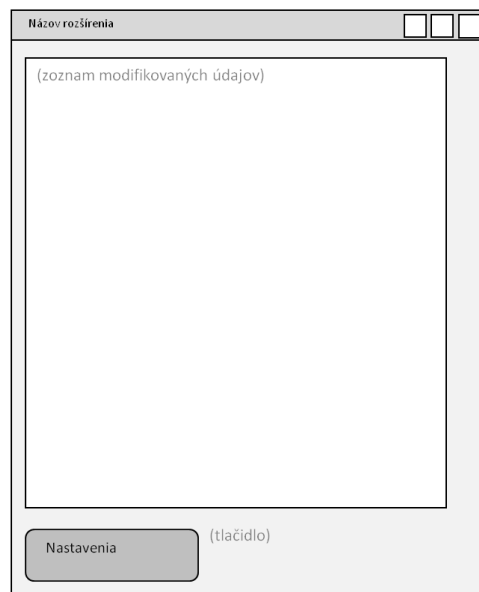 Názov rozšírenia
(zoznam modifikovaných údajov)
(tlačidlo)
Nastavenia